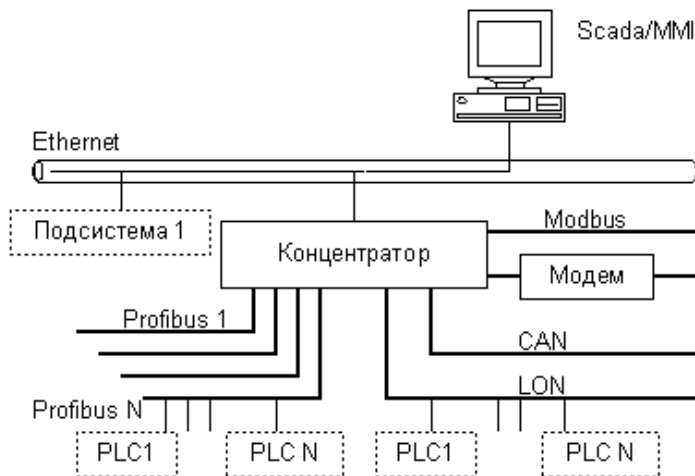 Scada/MMI
Ethernet
Подсистема 1
Концентратор
Modbus
Модем
Profibus 1
CAN
LON
Profibus N
PLC1
PLC N
PLC1
PLC N